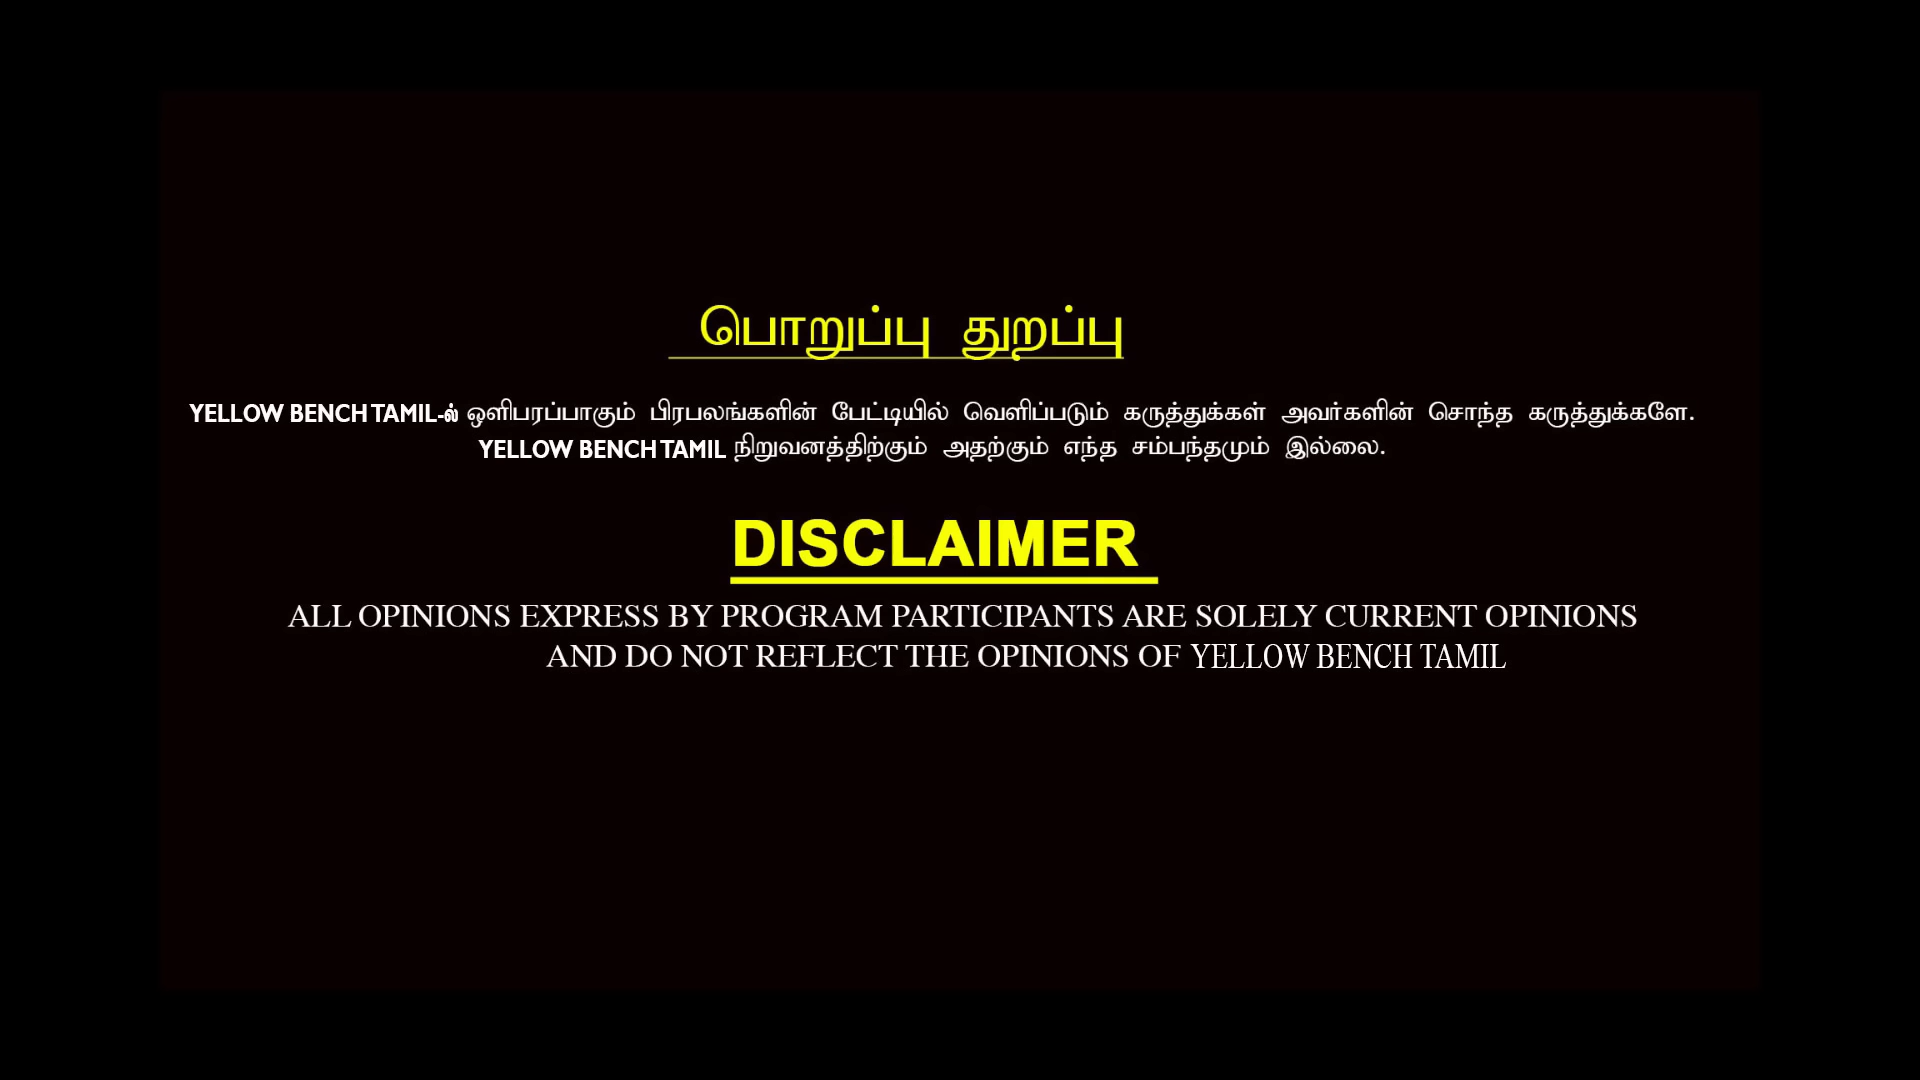 பொறுப்பு துறப்பு
YELLOW BENCH TAMIL-ல் ஒளிபரப்பாகும் பிரபலங்களின் பேட்டியில் வெளிப்படும் கருத்துக்கள் அவர்களின் சொந்த கருத்துக்களே.
YELLOW BENCH TAMIL நிறுவனத்திற்கும் அதற்கும் எந்த சம்பந்தமும் இல்லை.
DISCLAIMER
ALL OPINIONS EXPRESS BY PROGRAM PARTICIPANTS ARE SOLELY CURRENT OPINIONS
AND DO NOT REFLECT THE OPINIONS OF YELLOW BENCH TAMIL